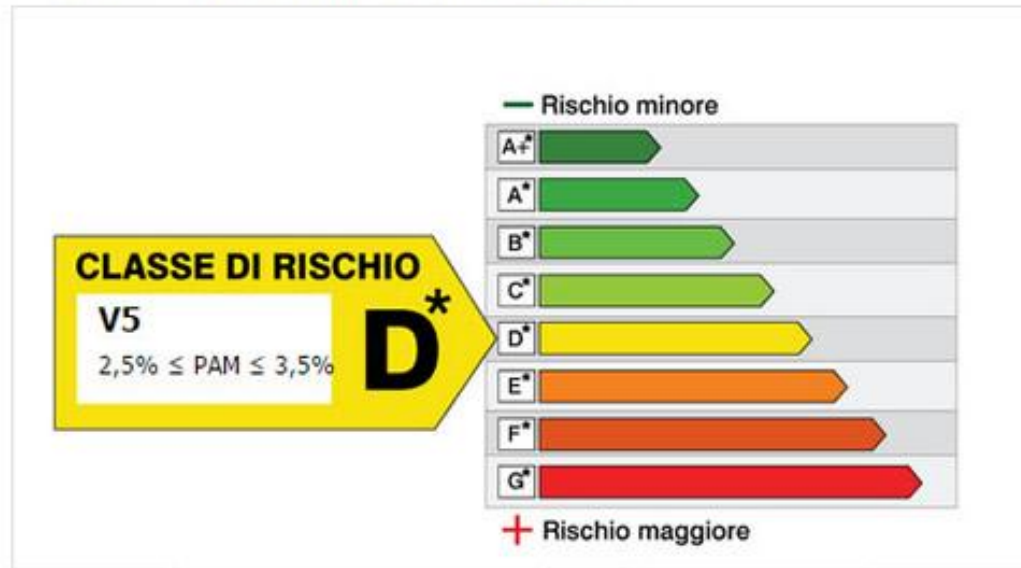 Rischio minore
A+*
A*
B*
C*
D*
E*
F*
G*
Rischio maggiore
CLASSE DI RISCHIO
V5
2,5% ≤ PAM ≤ 3,5%
D*